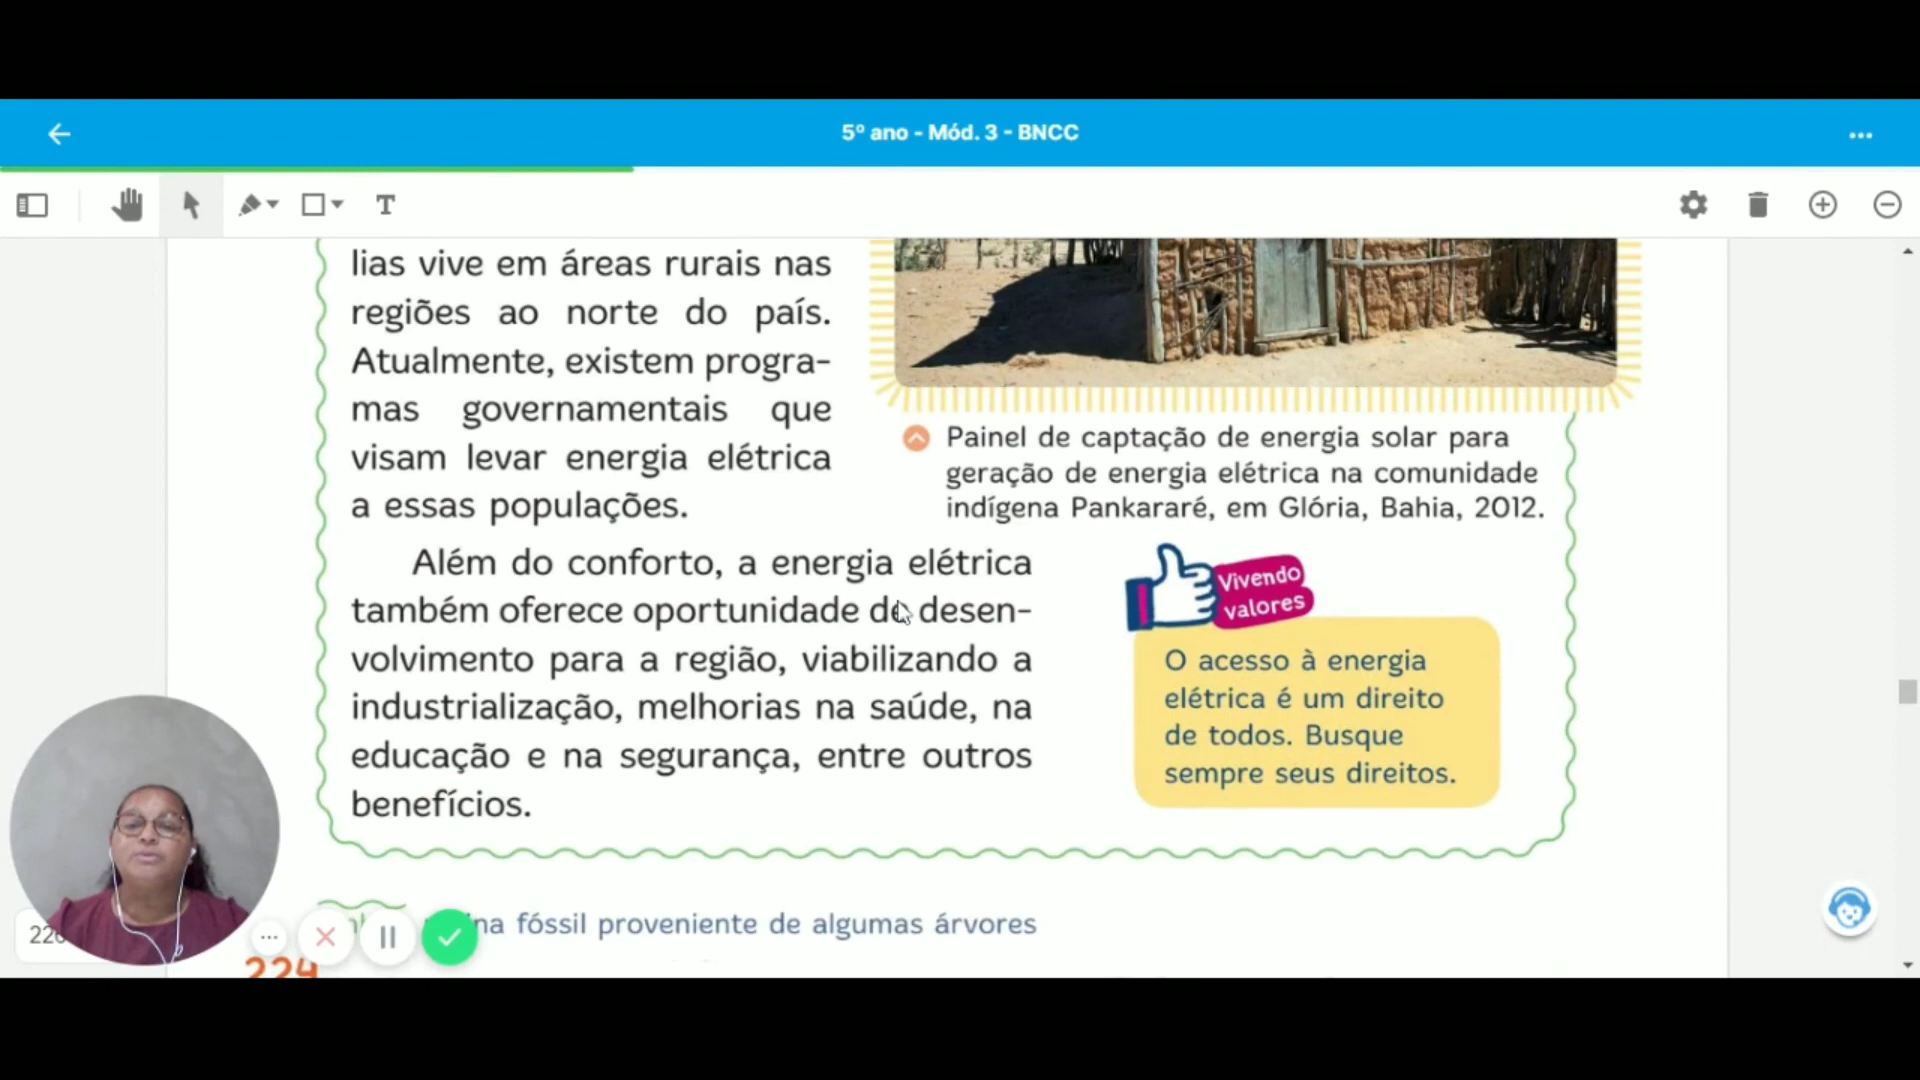 5º ano - Mód. 3 - BNCC
T
lias vive em áreas rurais nas
regiões ao norte do país.
Atualmente, existem progra-
mas governamentais que
visam levar energia elétrica
a essas populações.
Painel de captação de energia solar para
geração de energia elétrica na comunidade
indígena Pankararé, em Glória, Bahia, 2012.
Além do conforto, a energia elétrica
também oferece oportunidade de desen-
volvimento para a região, viabilizando a
industrialização, melhorias na saúde, na
educação e na segurança, entre outros
benefícios.
Vivendo
valores
O acesso à energia
elétrica é um direito
de todos. Busque
sempre seus direitos.
fóssil proveniente de algumas árvores
224